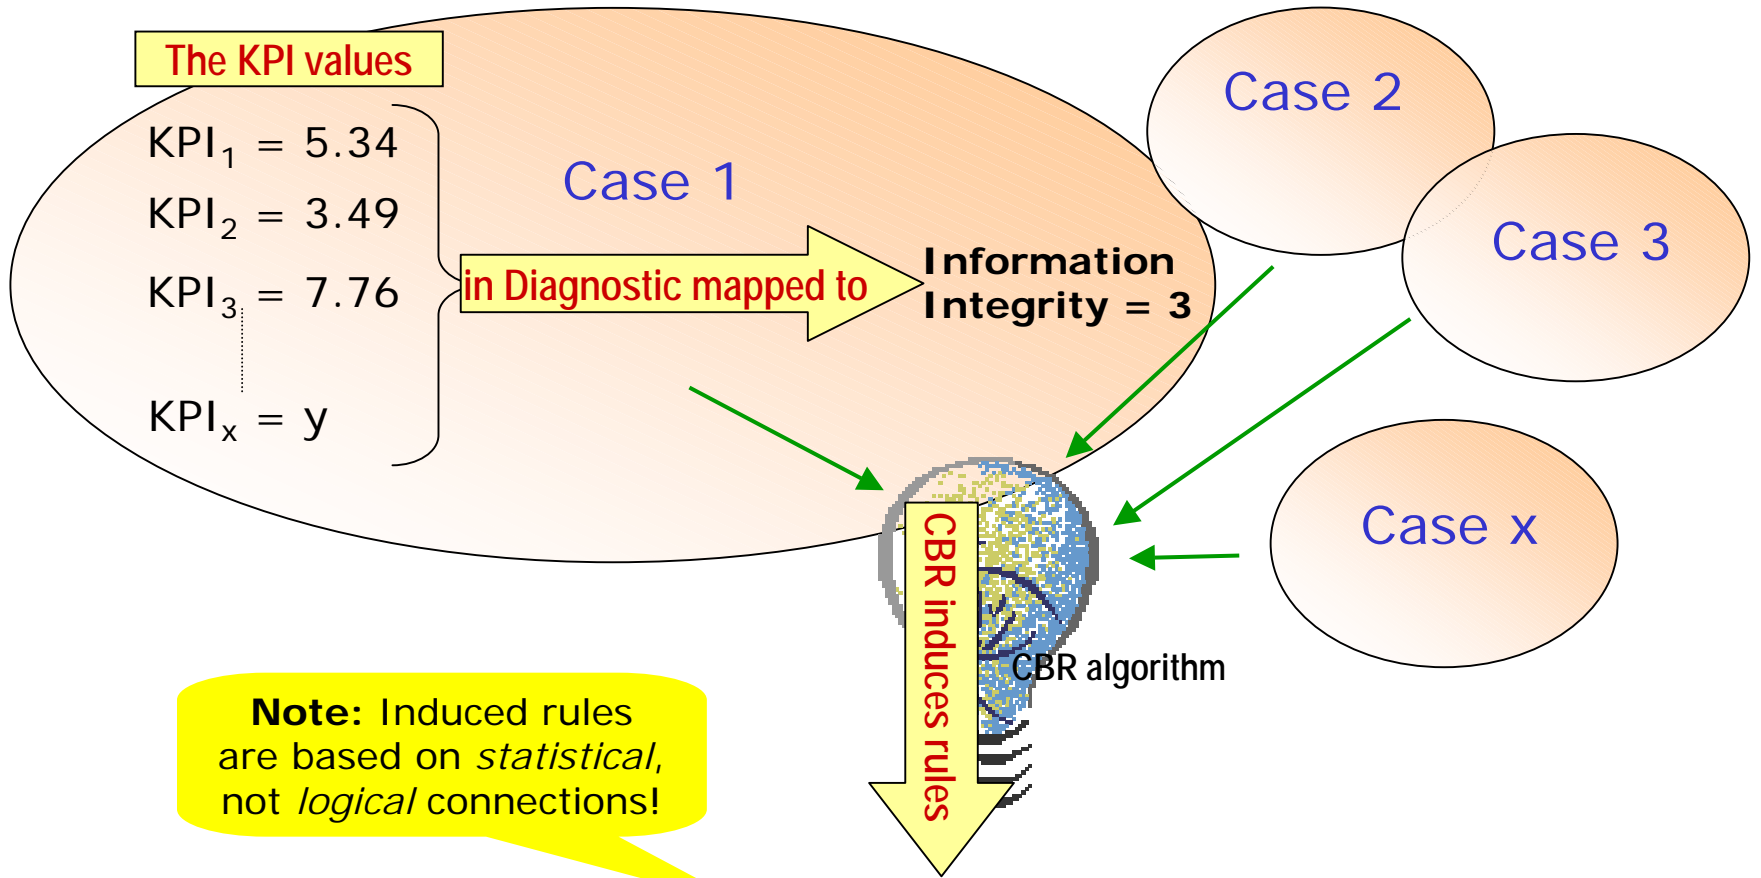 The KPI values
KPI1 = 5.34
KPI2 = 3.49
KPI3 = 7.76
KPIx = y
Case 1
in Diagnostic mapped to
Information
Integrity = 3
Case 2
Case 3
Case x
CBR induces rules
CBR algorithm
Note: Induced rules
are based on statistical,
not logical connections!